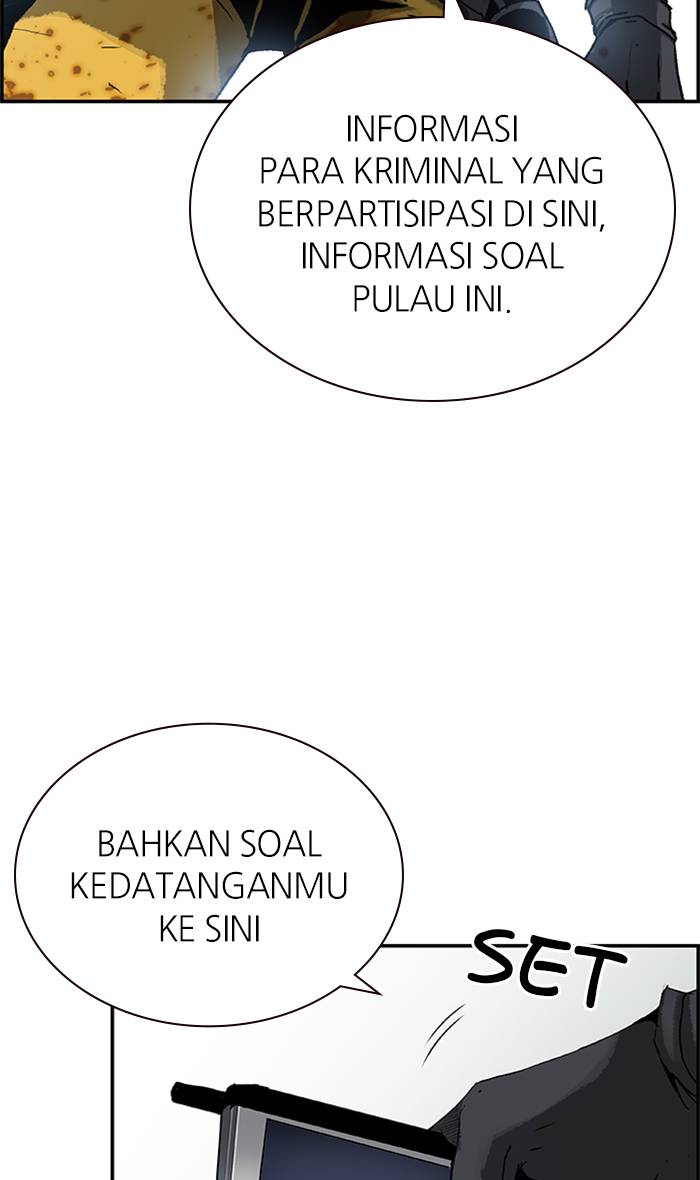 INFORMASI
PARA KRIMINAL YANG
BERPARTISIPASI DI SINI,
INFORMASI SOAL
PULAU INI.
BAHKAN SOAL
KEDATANGANMU
KE SINI
SET